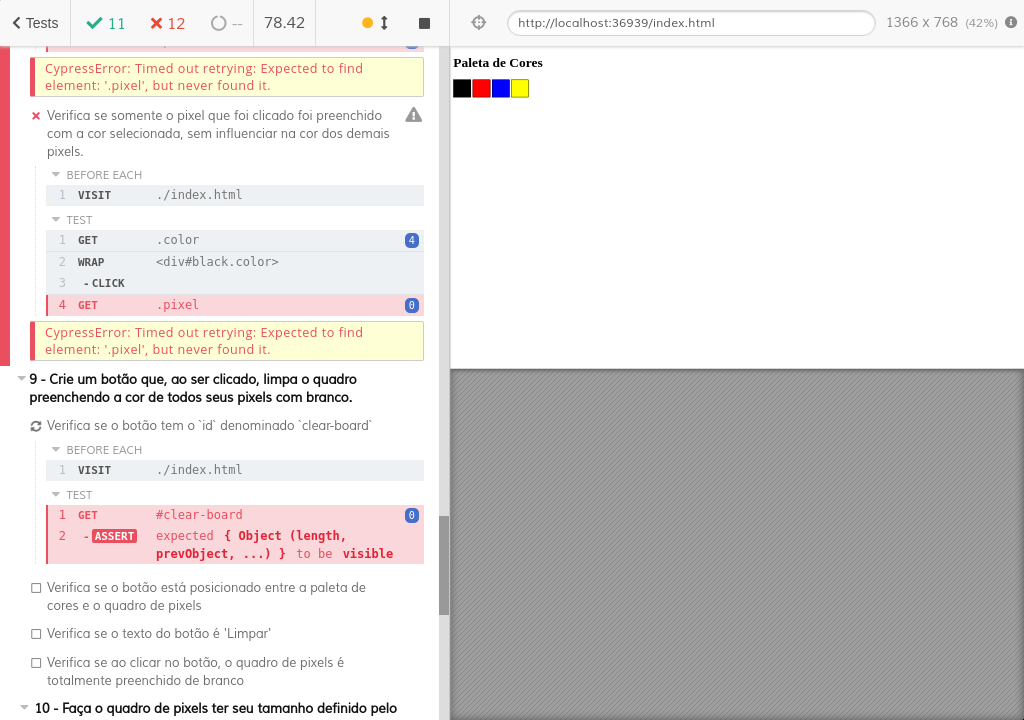 Tests
11
12
--
78.42
http://localhost:36939/index.html
1366 x 768 (42%)
CypressError: Timed out retrying: Expected to find
element: '.pixel', but never found it.
Verifica se somente o pixel que foi clicado foi preenchido
com a cor selecionada, sem influenciar na cor dos demais
pixels.
BEFORE EACH
1 VISIT ./index.html
TEST
1 GET .color 4
2 WRAP <div#black.color>
3 -CLICK
4 GET .pixel 0
CypressError: Timed out retrying: Expected to find
element: '.pixel', but never found it.
9 - Crie um botão que, ao ser clicado, limpa o quadro
preenchendo a cor de todos seus pixels com branco.
Verifica se o botão tem o `id` denominado `clear-board`
BEFORE EACH
1 VISIT ./index.html
TEST
1 GET #clear-board 0
2 -ASSERT expected { Object (length,
prevObject, ...) } to be visible
Verifica se o botão está posicionado entre a paleta de
cores e o quadro de pixels
Verifica se o texto do botão é 'Limpar'
Verifica se ao clicar no botão, o quadro de pixels é
totalmente preenchido de branco
10 - Faça o quadro de pixels ter seu tamanho definido pelo
Paleta de Cores